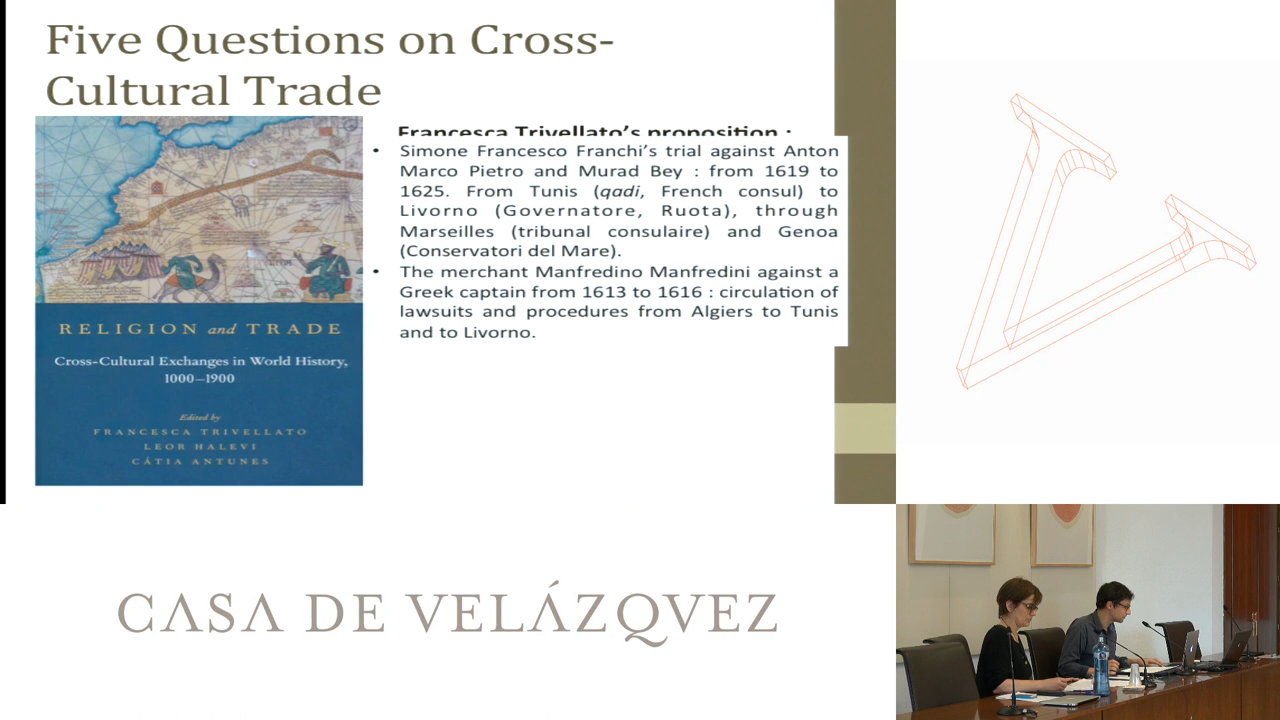 Five Questions on Cross-
Cultural Trade
Francesca Trivellato's proposition :
• Simone Francesco Franchi's trial against Anton
Marco Pietro and Murad Bey : from 1619 to
1625. From Tunis (qadi, French consul) to
Livorno (Governatore, Ruota), through
Marseilles (tribunal consulaire) and Genoa
(Conservatori del Mare).
• The merchant Manfredino Manfredini against a
Greek captain from 1613 to 1616 : circulation of
lawsuits and procedures from Algiers to Tunis
and to Livorno.
RELIGION and TRADE
Cross-Cultural Exchanges in World History,
1000–1900
Edited by
FRANCESCA TRIVELLATO
LEOR HALEVI
CÁTIA ANTUNES
CASA DE VELÁZQVEZ